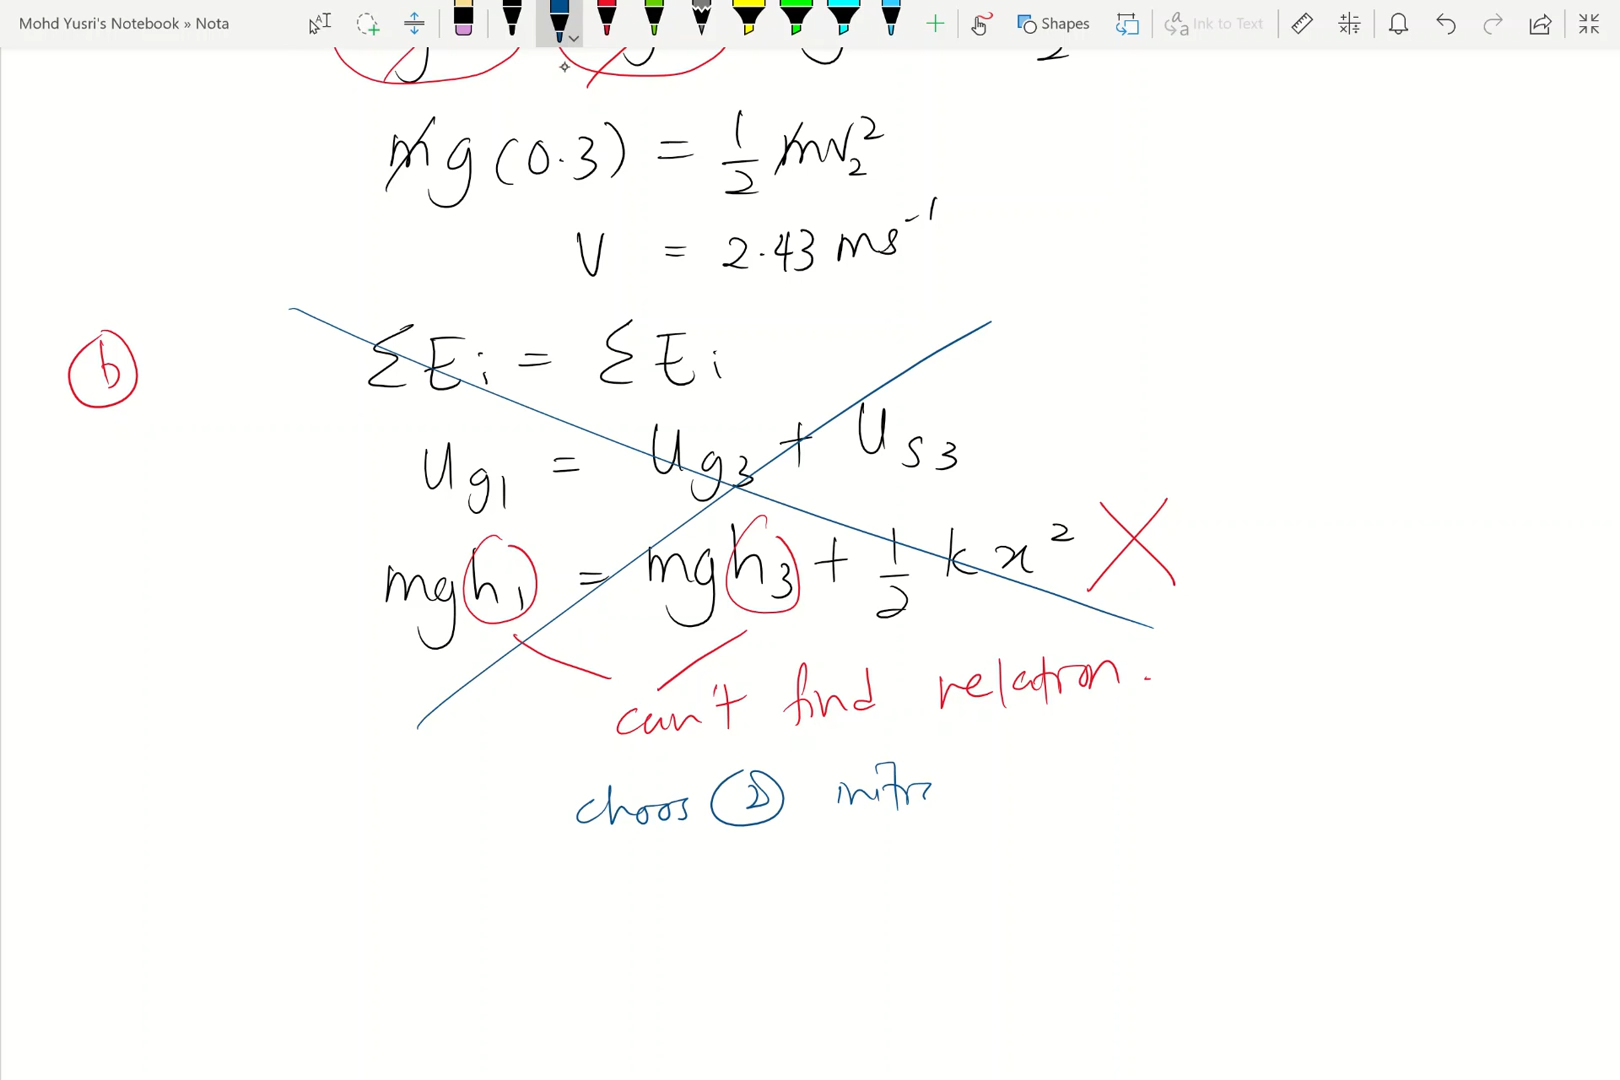 Mohd Yusri's Notebook » Nota
Shapes
Ink to Text
mg(0.3) = 1/2 mv₂²
V = 2.43 ms⁻¹
b
ΣEi = ΣEi
Ug1 = Ug3 + Us3
mgh₁ = mgh₃ + 1/2 kx²
can't find relation.
choos ②